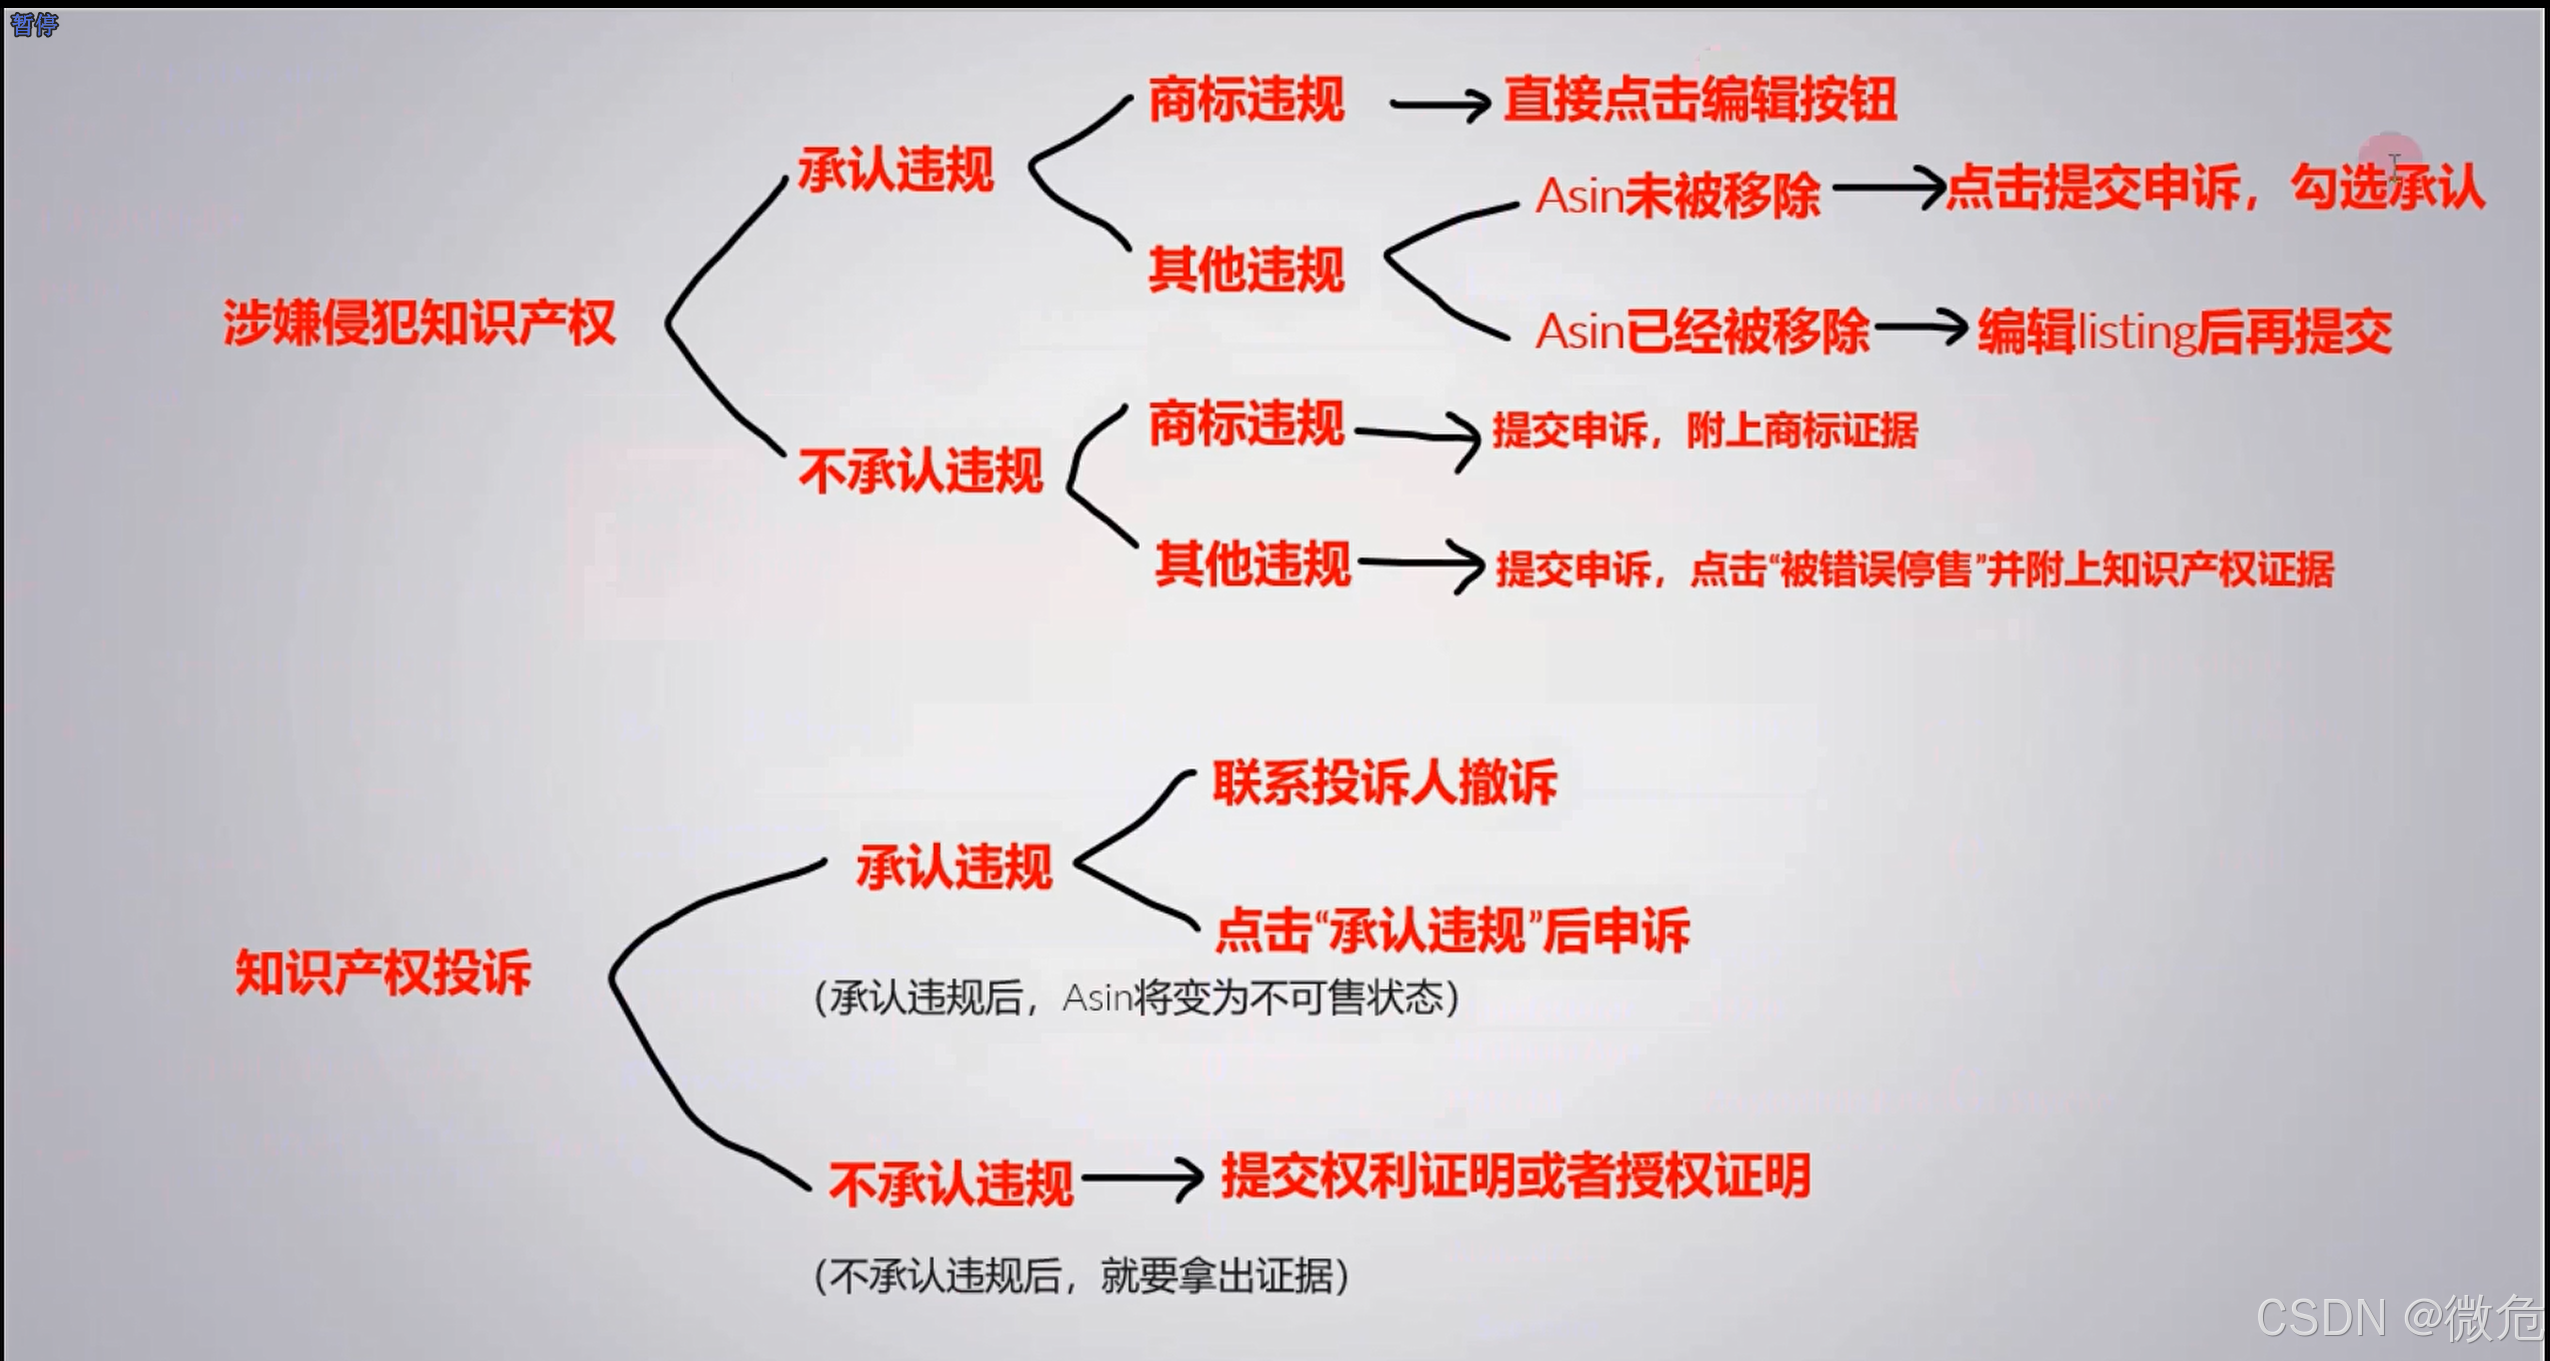 暂停
商标违规
直接点击编辑按钮
承认违规
Asin未被移除
点击提交申诉，勾选承认
其他违规
Asin已经被移除
编辑listing后再提交
涉嫌侵犯知识产权
商标违规
提交申诉，附上商标证据
不承认违规
其他违规
提交申诉，点击“被错误停售”并附上知识产权证据
联系投诉人撤诉
承认违规
点击“承认违规”后申诉
（承认违规后，Asin将变为不可售状态）
知识产权投诉
不承认违规
提交权利证明或者授权证明
（不承认违规后，就要拿出证据）
CSDN @微危